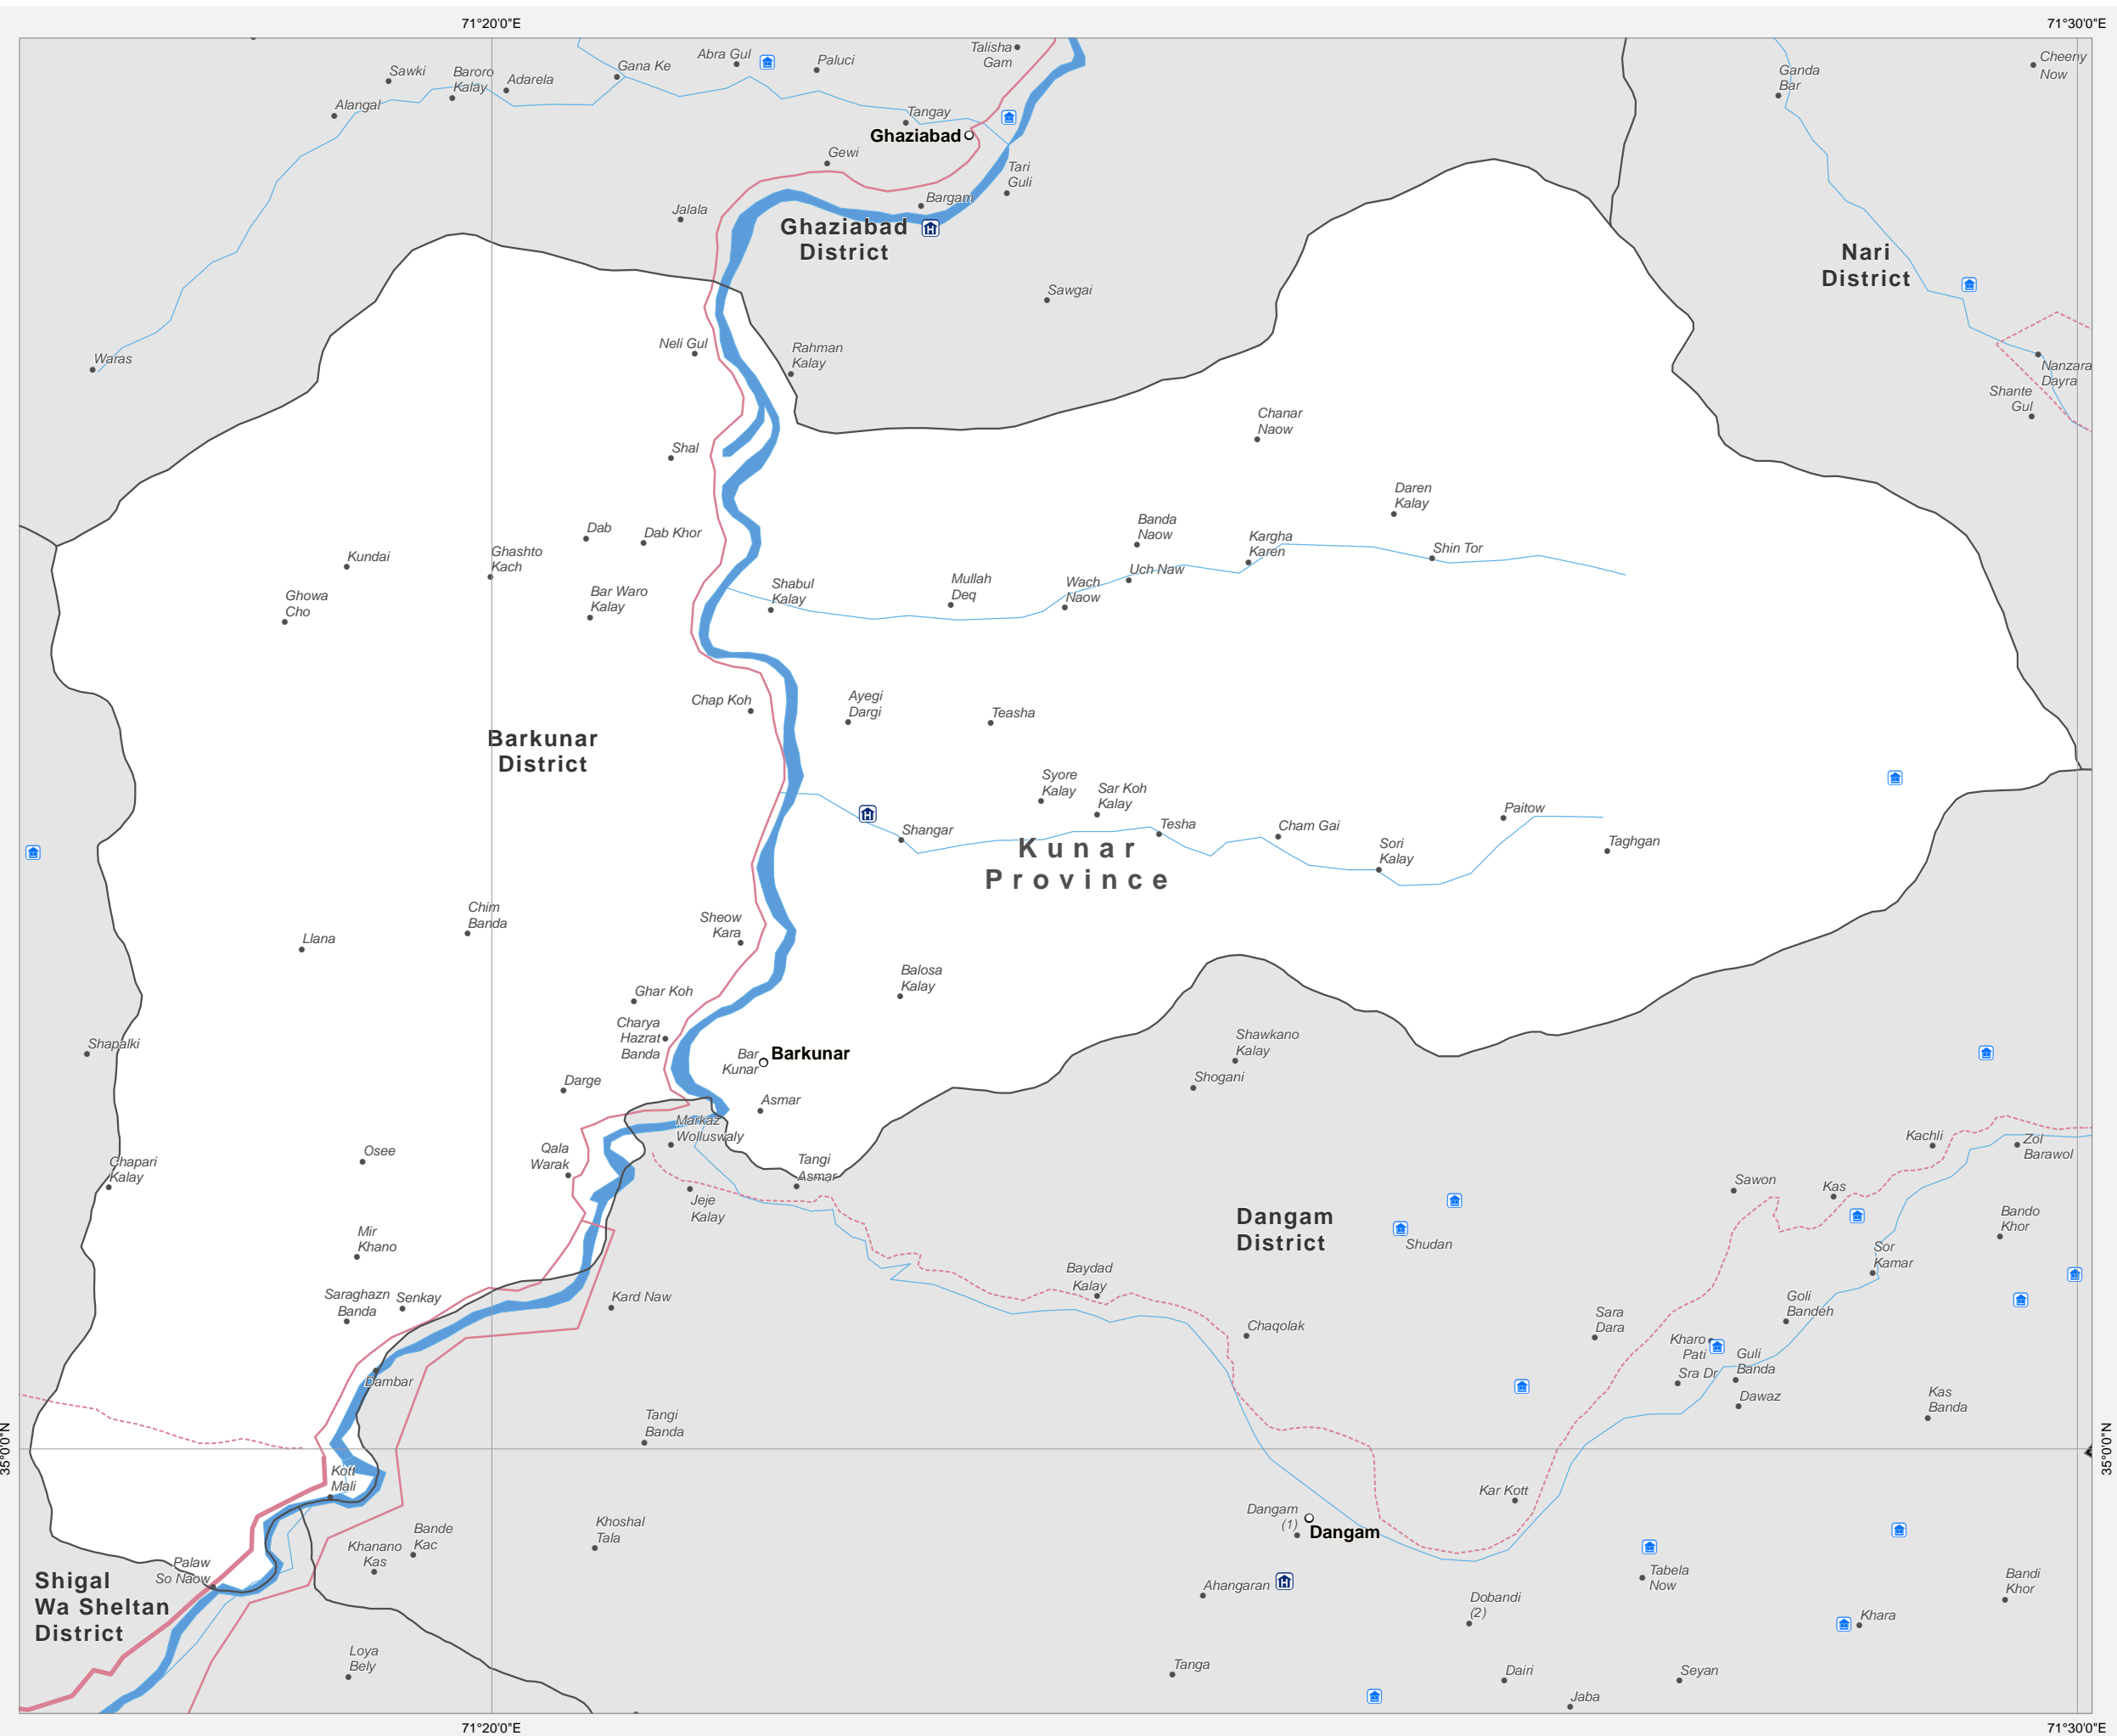 71°20'0"E
71°30'0"E
Talisha
Gam
Abra Gul
Paluci
Cheeny
Now
Gana Ke
Sawki
Baroro
Kalay
Adarela
Ganda
Bar
Alangal
Tangay
Ghaziabad
Gewi
Tari
Guli
Bargam
Jalala
Ghaziabad
District
Nari
District
Sawgai
Neli Gul
Rahman
Kalay
Waras
Nanzara
Dayra
Shante
Gul
Chanar
Naow
Shal
Daren
Kalay
Banda
Naow
Dab
Dab Khor
Kargha
Karen
Shin Tor
Kundai
Ghashto
Kach
Uch Naw
Mullah
Deq
Wach
Naow
Shabul
Kalay
Bar Waro
Kalay
Ghowa
Cho
Chap Koh
Ayegi
Dargi
Teasha
Barkunar
District
Syore
Kalay
Sar Koh
Kalay
Paitow
Shangar
Tesha
Cham Gai
Sori
Kalay
Taghgan
Kunar
Province
Chim
Banda
Sheow
Kara
Llana
Balosa
Kalay
Ghar Koh
Charya
Hazrat
Banda
Shapalki
Bar
Kunar
Barkunar
Shawkano
Kalay
Shogani
Darge
Asmar
Markaz
Wolluswaly
Kachli
Zol
Barawol
Osee
Qala
Warak
Chapari
Kalay
Tangi
Asmar
Jeje
Kalay
Sawon
Kas
Bando
Khor
Dangam
District
Shudan
Mir
Khano
Sor
Kamar
Baydad
Kalay
Saraghazn
Banda
Senkay
Kard Naw
Goli
Bandeh
Chaqolak
Sara
Dara
Kharo
Pati
Guli
Banda
Sra Dr
Dambar
Dawaz
Kas
Banda
Tangi
Banda
35°0'0"N
35°0'0"N
Kott
Mali
Kar Kott
Dangam
(1)
Dangam
Khoshal
Tala
Bande
Kac
Khanano
Kas
Palaw
So Naow
Shigal
Wa Sheltan
District
Ahangaran
Tabela
Now
Bandi
Khor
Dobandi
(2)
Khara
Loya
Bely
Tanga
Dairi
Seyan
Jaba
71°20'0"E
71°30'0"E